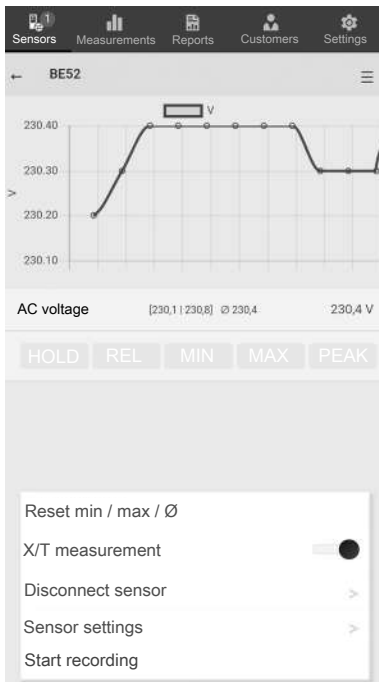 1
Sensors Measurements Reports Customers Settings
← BE52
V
230.40
230.30
V
230.20
230.10
AC voltage [230,1 | 230,8] Ø 230,4 230,4 V
HOLD REL MIN MAX PEAK
Reset min / max / Ø
X/T measurement
Disconnect sensor >
Sensor settings >
Start recording